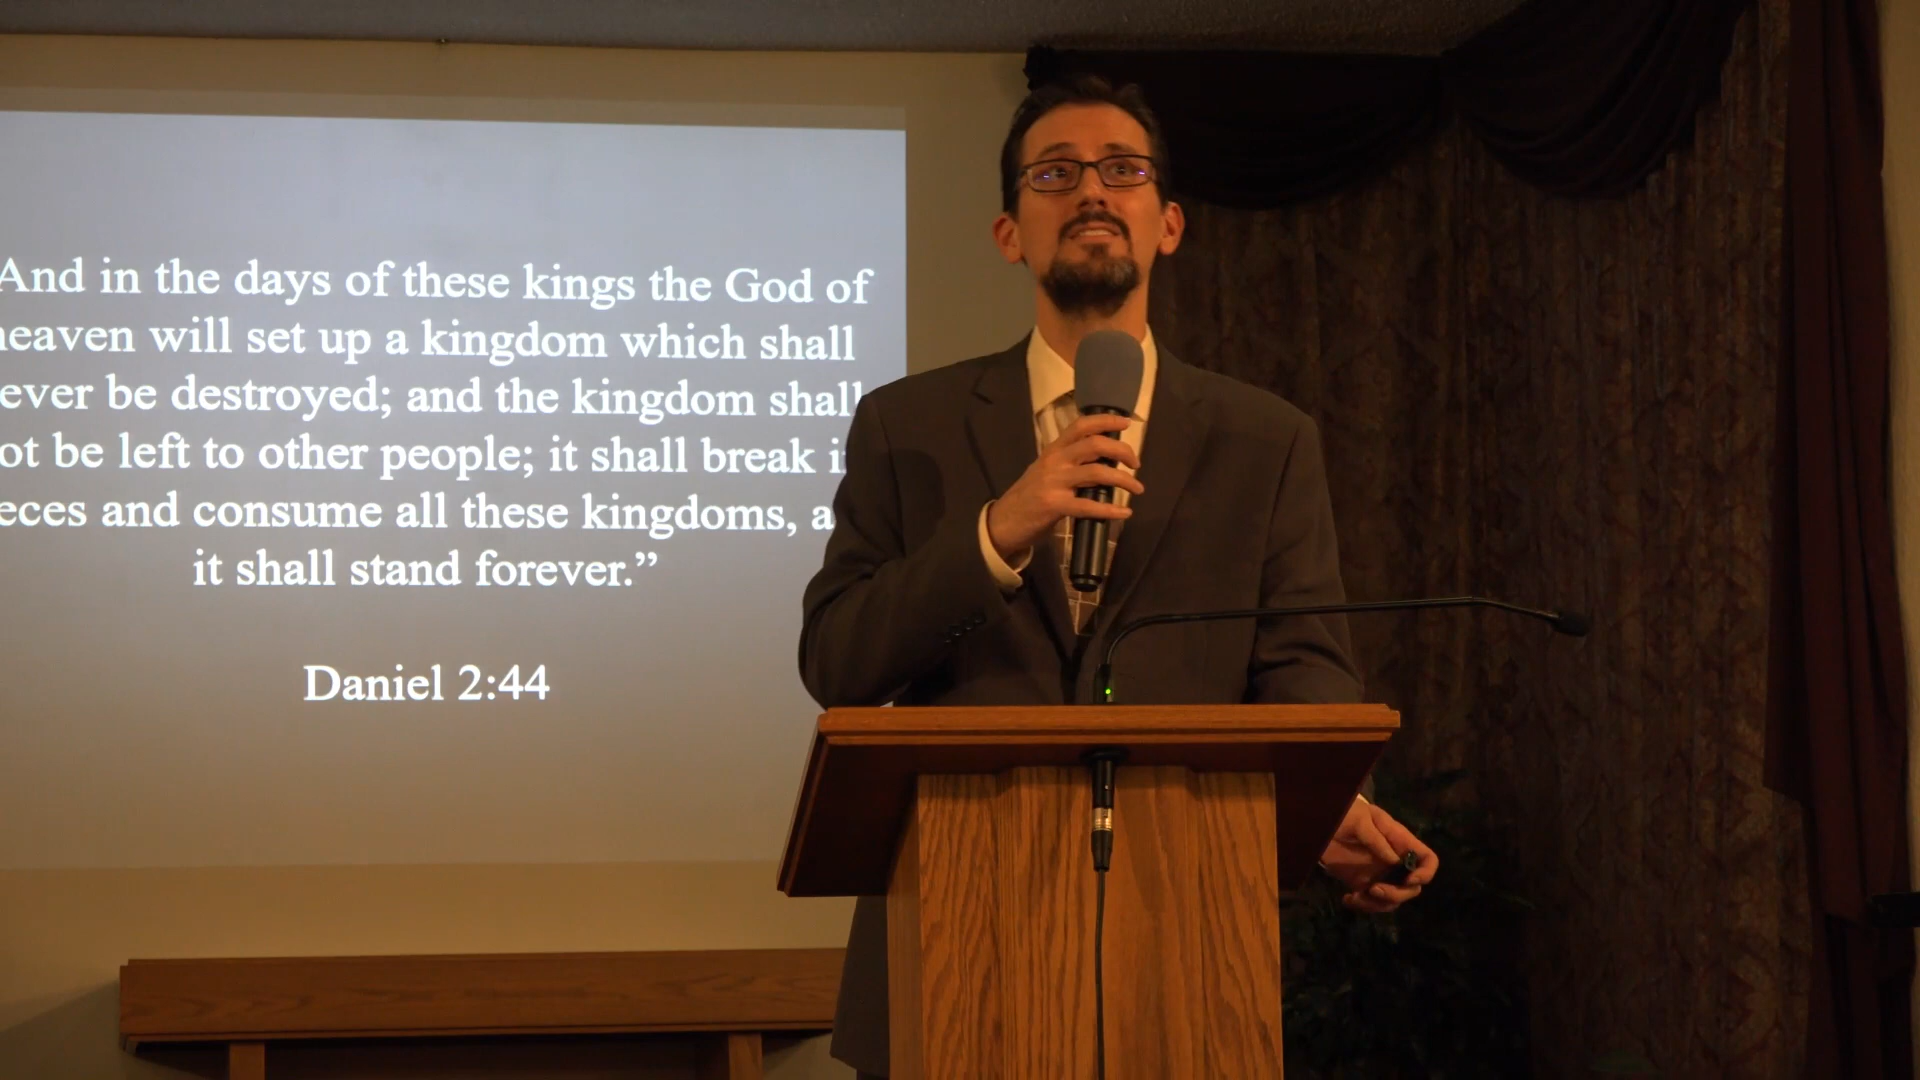 And in the days of these kings the God of
heaven will set up a kingdom which shall
ever be destroyed; and the kingdom shall
ot be left to other people; it shall break i
eces and consume all these kingdoms, a
it shall stand forever.”
Daniel 2:44